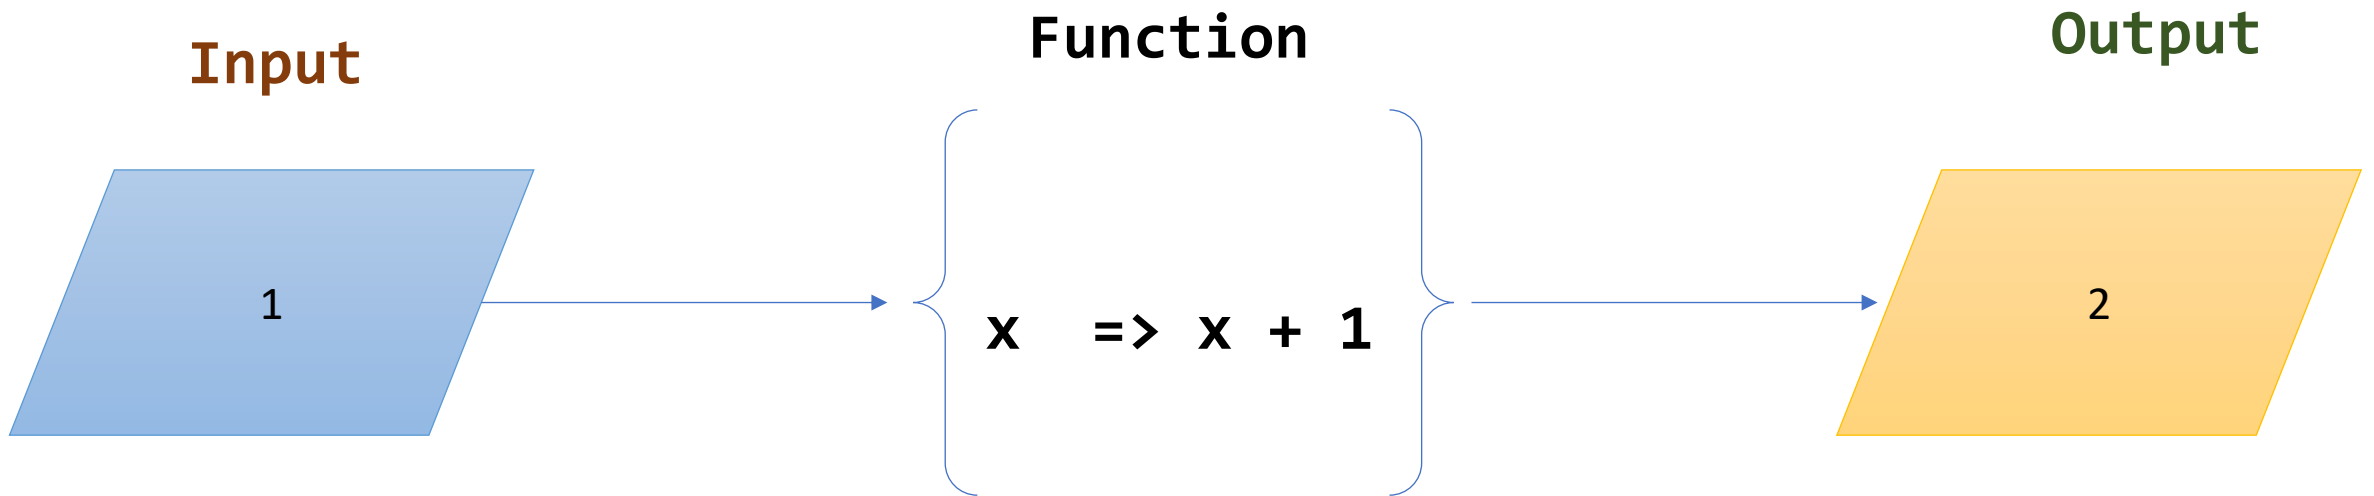 Input
Function
Output
1
x  => x + 1
2